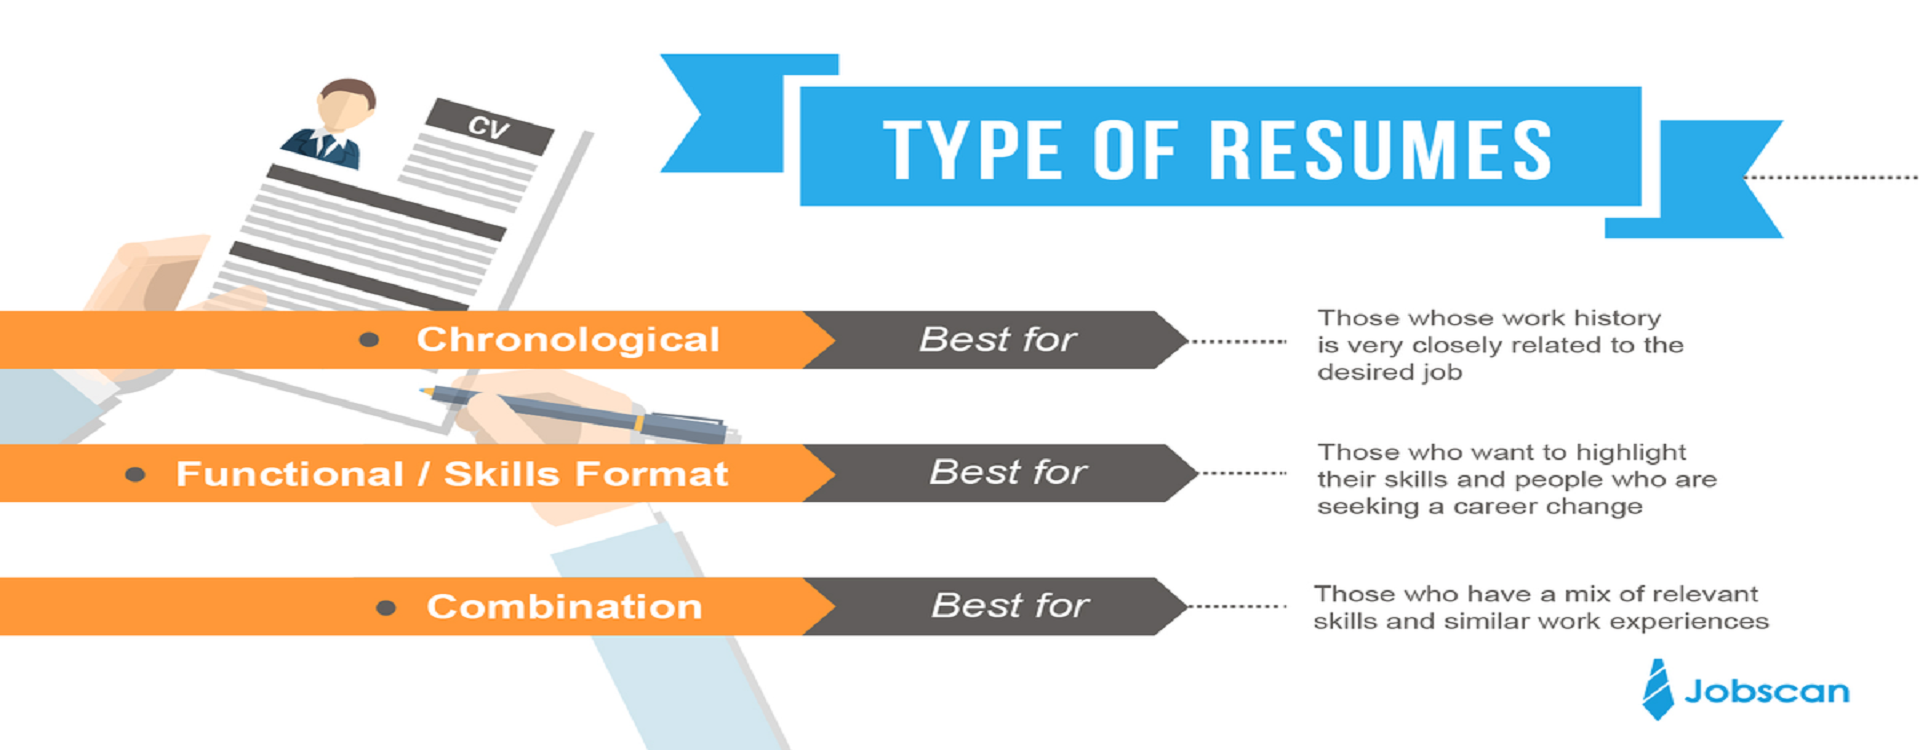 CV
TYPE OF RESUMES
• Chronological
Best for
Those whose work history
is very closely related to the
desired job
• Functional / Skills Format
Best for
Those who want to highlight
their skills and people who are
seeking a career change
• Combination
Best for
Those who have a mix of relevant
skills and similar work experiences
Jobscan